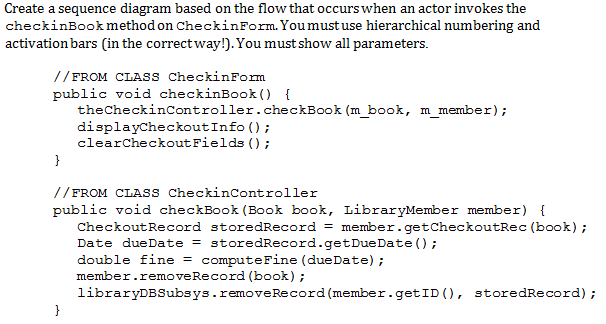 Create a sequence diagram based on the flow that occurs when an actor invokes the
checkinBook method on CheckinForm. You must use hierarchical numbering and
activation bars (in the correct way!). You must show all parameters.
//FROM CLASS CheckinForm
public void checkinBook() {
theCheckinController.checkBook(m_book, m_member);
displayCheckoutInfo();
clearCheckoutFields();
}
//FROM CLASS CheckinController
public void checkBook(Book book, LibraryMember member) {
CheckoutRecord storedRecord = member.getCheckoutRec(book);
Date dueDate = storedRecord.getDueDate();
double fine = computeFine(dueDate);
member.removeRecord(book);
libraryDBSubsys.removeRecord(member.getID(), storedRecord);
}